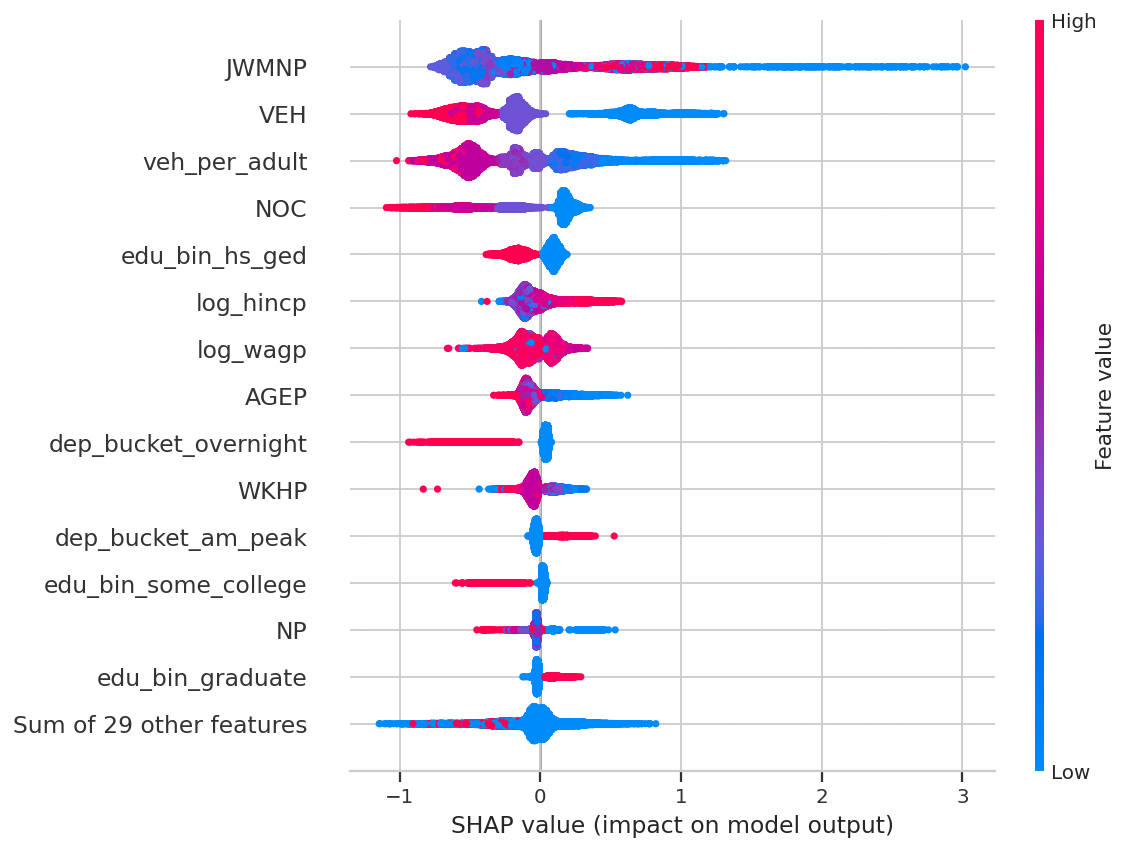 High
JWMNP
VEH
veh_per_adult
NOC
edu_bin_hs_ged
log_hincp
log_wagp
AGEP
dep_bucket_overnight
WKHP
dep_bucket_am_peak
edu_bin_some_college
NP
edu_bin_graduate
Sum of 29 other features
Feature value
Low
−1 0 1 2 3
SHAP value (impact on model output)